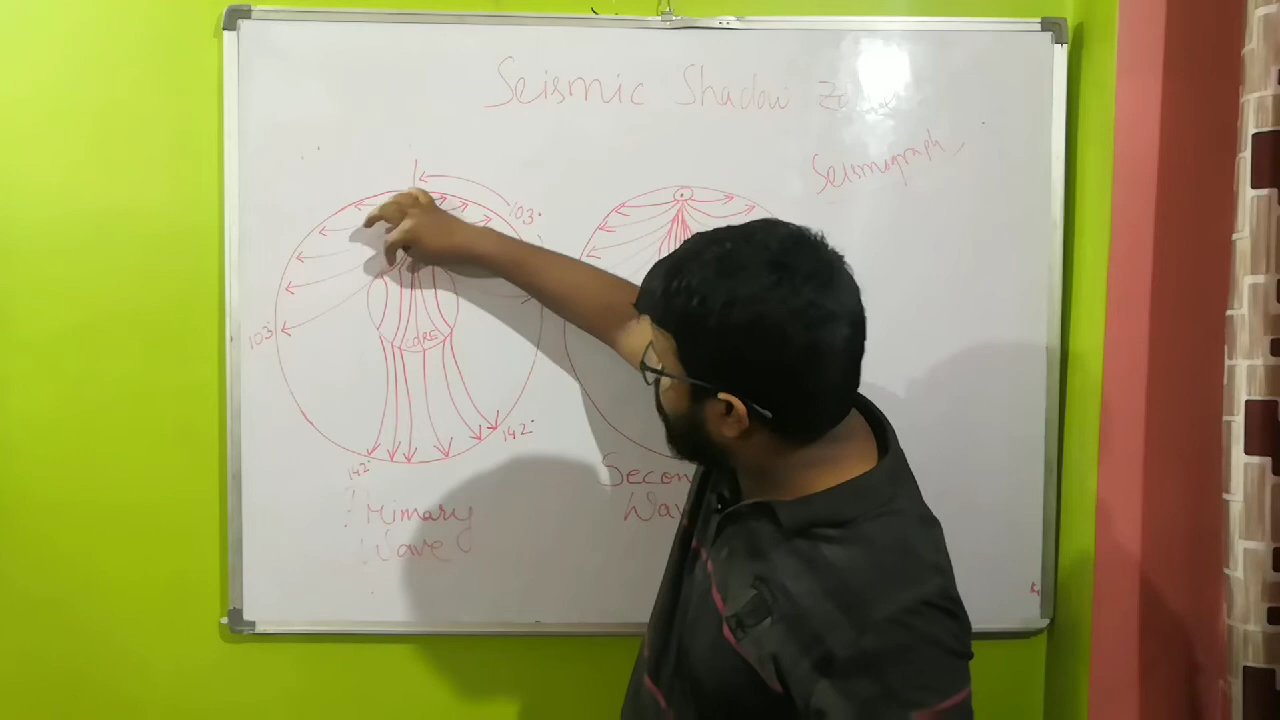 Seismic Shadow
Seismograph
103°
103
CORE
142°
142°
Primary
Wave
Secon
Wav